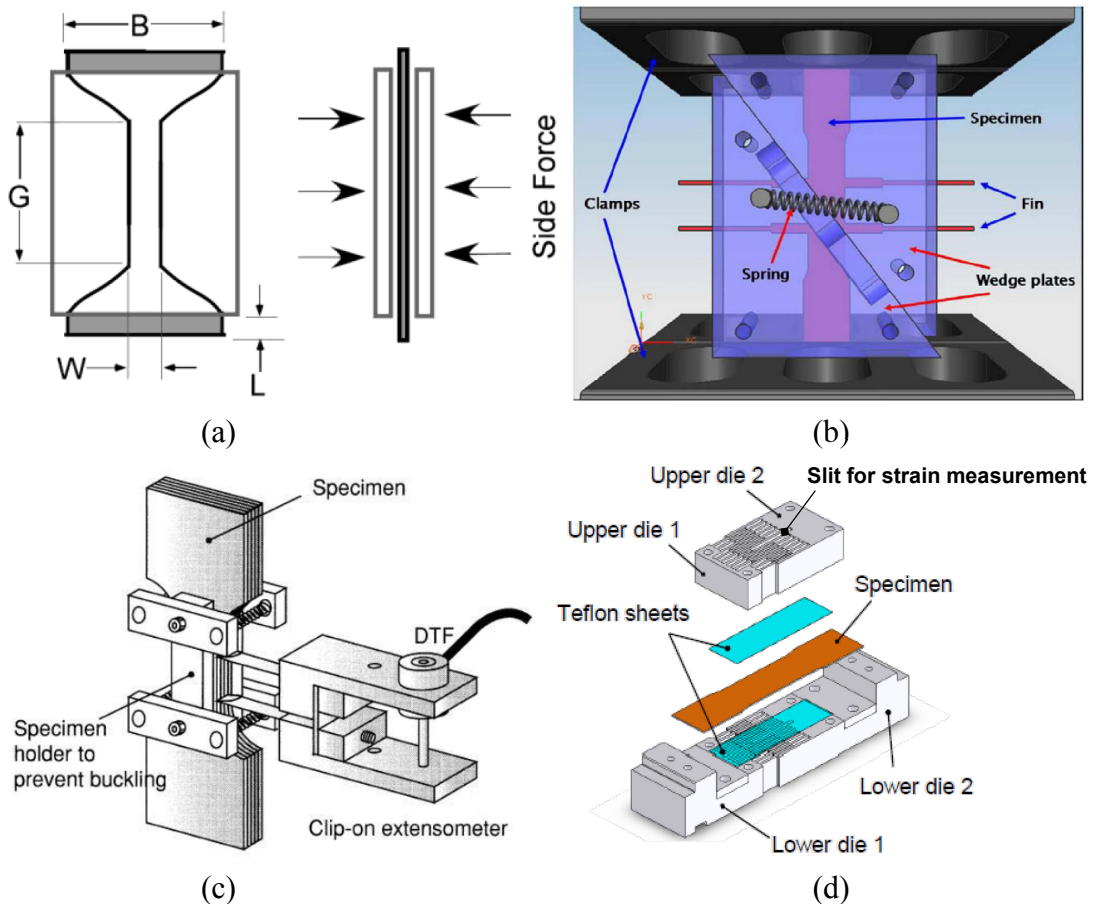 B
G
W
L
Side Force
(a)
Specimen
Clamps
Fin
Spring
Wedge plates
YC
XC
(b)
Specimen
DTF
Specimen
holder to
prevent buckling
Clip-on extensometer
(c)
Upper die 2
Slit for strain measurement
Upper die 1
Specimen
Teflon sheets
Lower die 2
Lower die 1
(d)